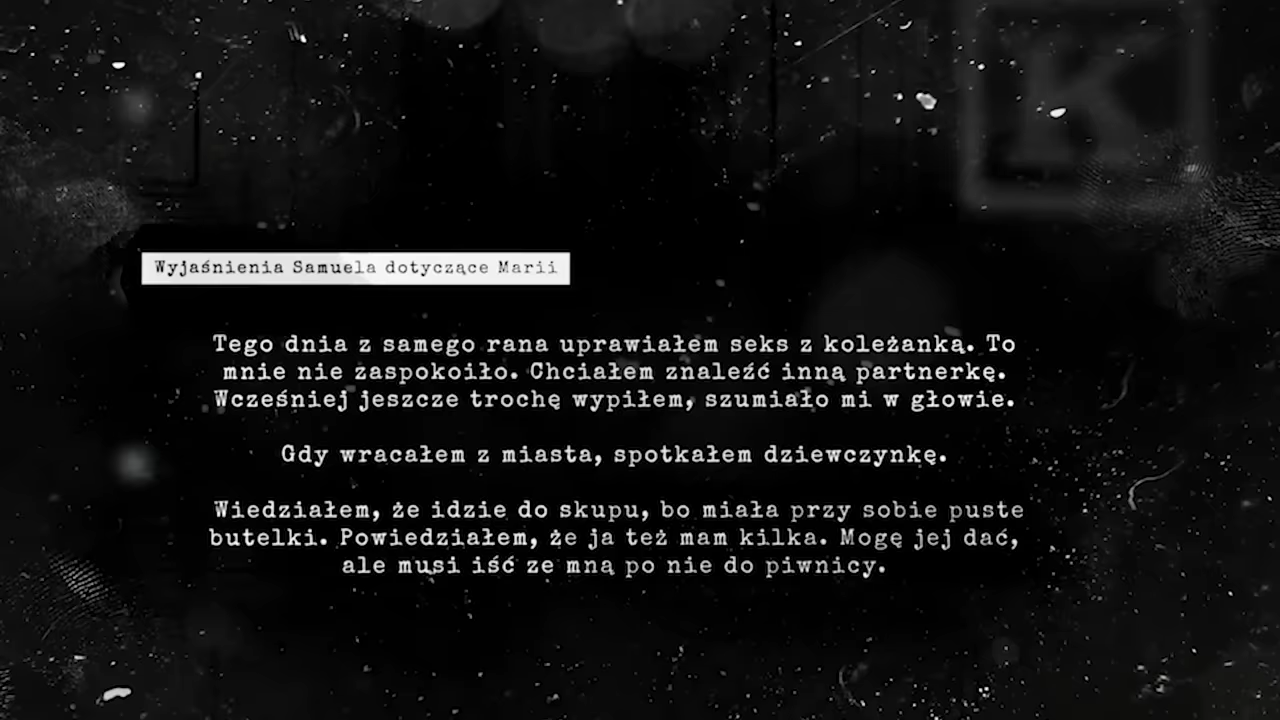 K
Wyjaśnienia Samuela dotyczące Marii
Tego dnia z samego rana uprawiałem seks z koleżanką. To
mnie nie zaspokoiło. Chciałem znaleźć inną partnerkę.
Wcześniej jeszcze trochę wypiłem, szumiało mi w głowie.
Gdy wracałem z miasta, spotkałem dziewczynkę.
Wiedziałem, że idzie do skupu, bo miała przy sobie puste
butelki. Powiedziałem, że ja też mam kilka. Mogę jej dać,
ale musi iść ze mną po nie do piwnicy.